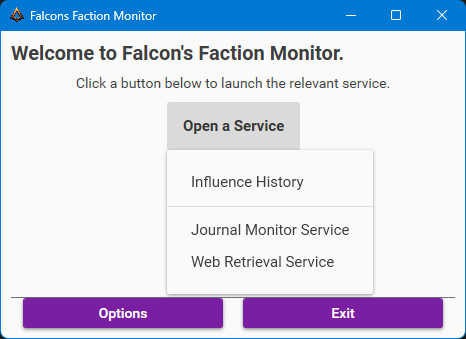 Falcons Faction Monitor
Welcome to Falcon's Faction Monitor.
Click a button below to launch the relevant service.
Open a Service
Influence History
Journal Monitor Service
Web Retrieval Service
Options
Exit